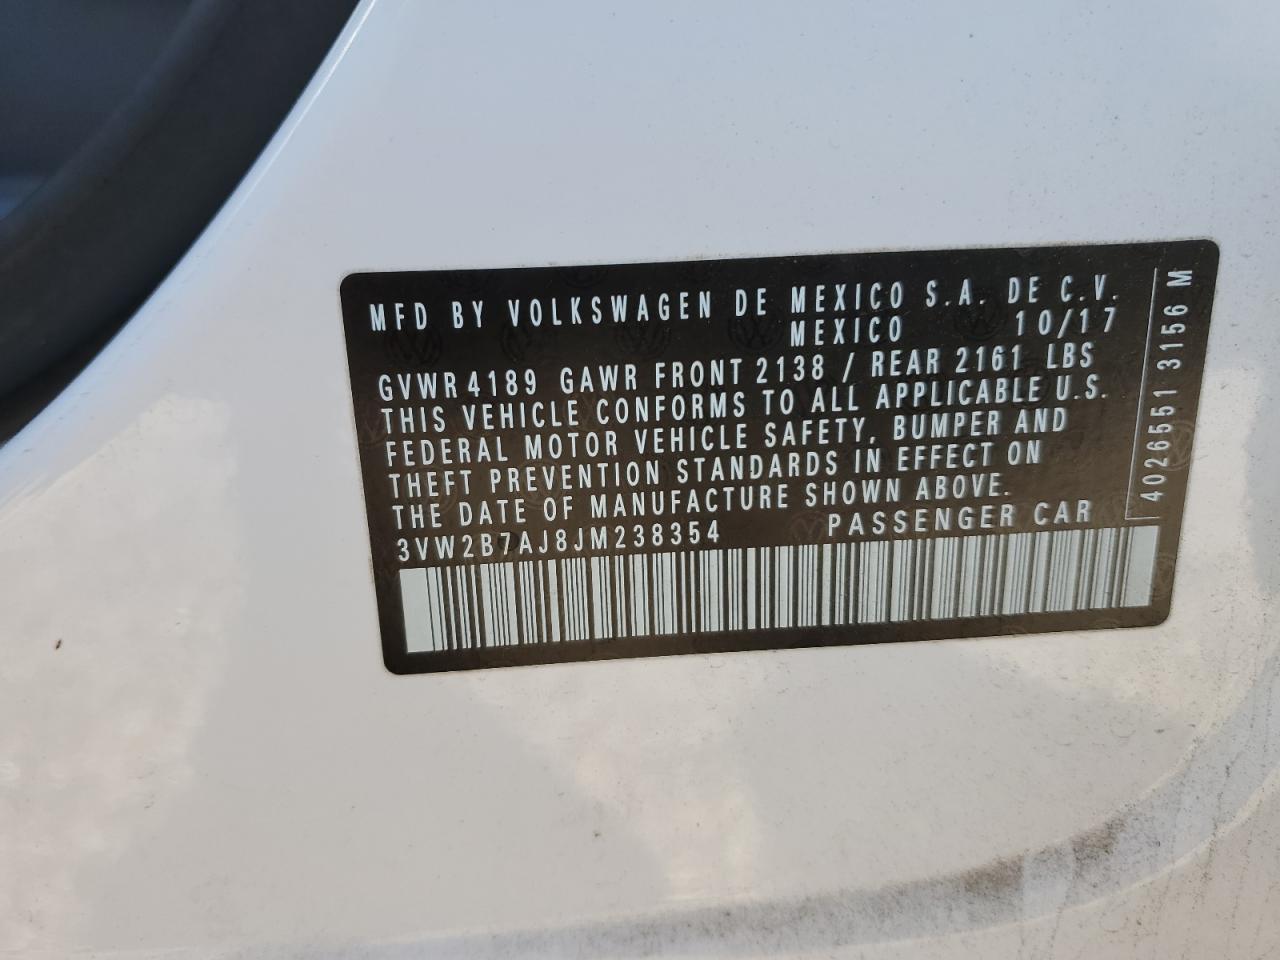 MFD BY VOLKSWAGEN DE MEXICO S.A. DE C.V.
MEXICO 10/17
GVWR 4189 GAWR FRONT 2138 / REAR 2161 LBS
THIS VEHICLE CONFORMS TO ALL APPLICABLE U.S.
FEDERAL MOTOR VEHICLE SAFETY, BUMPER AND
THEFT PREVENTION STANDARDS IN EFFECT ON
THE DATE OF MANUFACTURE SHOWN ABOVE.
3VW2B7AJ8JM238354 PASSENGER CAR
4026551 3156 M